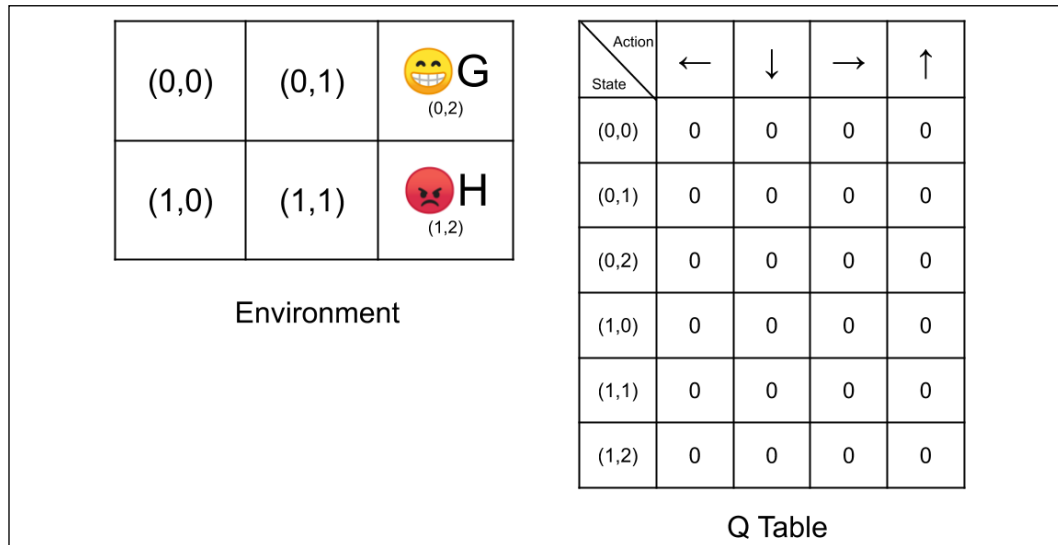 (0,0) (0,1) G
(0,2)
(1,0) (1,1) H
(1,2)
Environment
Action
State
← ↓ → ↑
(0,0) 0 0 0 0
(0,1) 0 0 0 0
(0,2) 0 0 0 0
(1,0) 0 0 0 0
(1,1) 0 0 0 0
(1,2) 0 0 0 0
Q Table